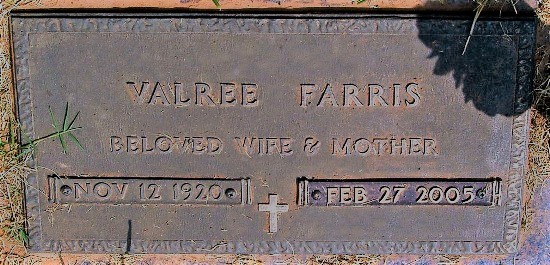 VALREE FARRIS
BELOVED WIFE & MOTHER
NOV 12 1920 FEB 27 2005